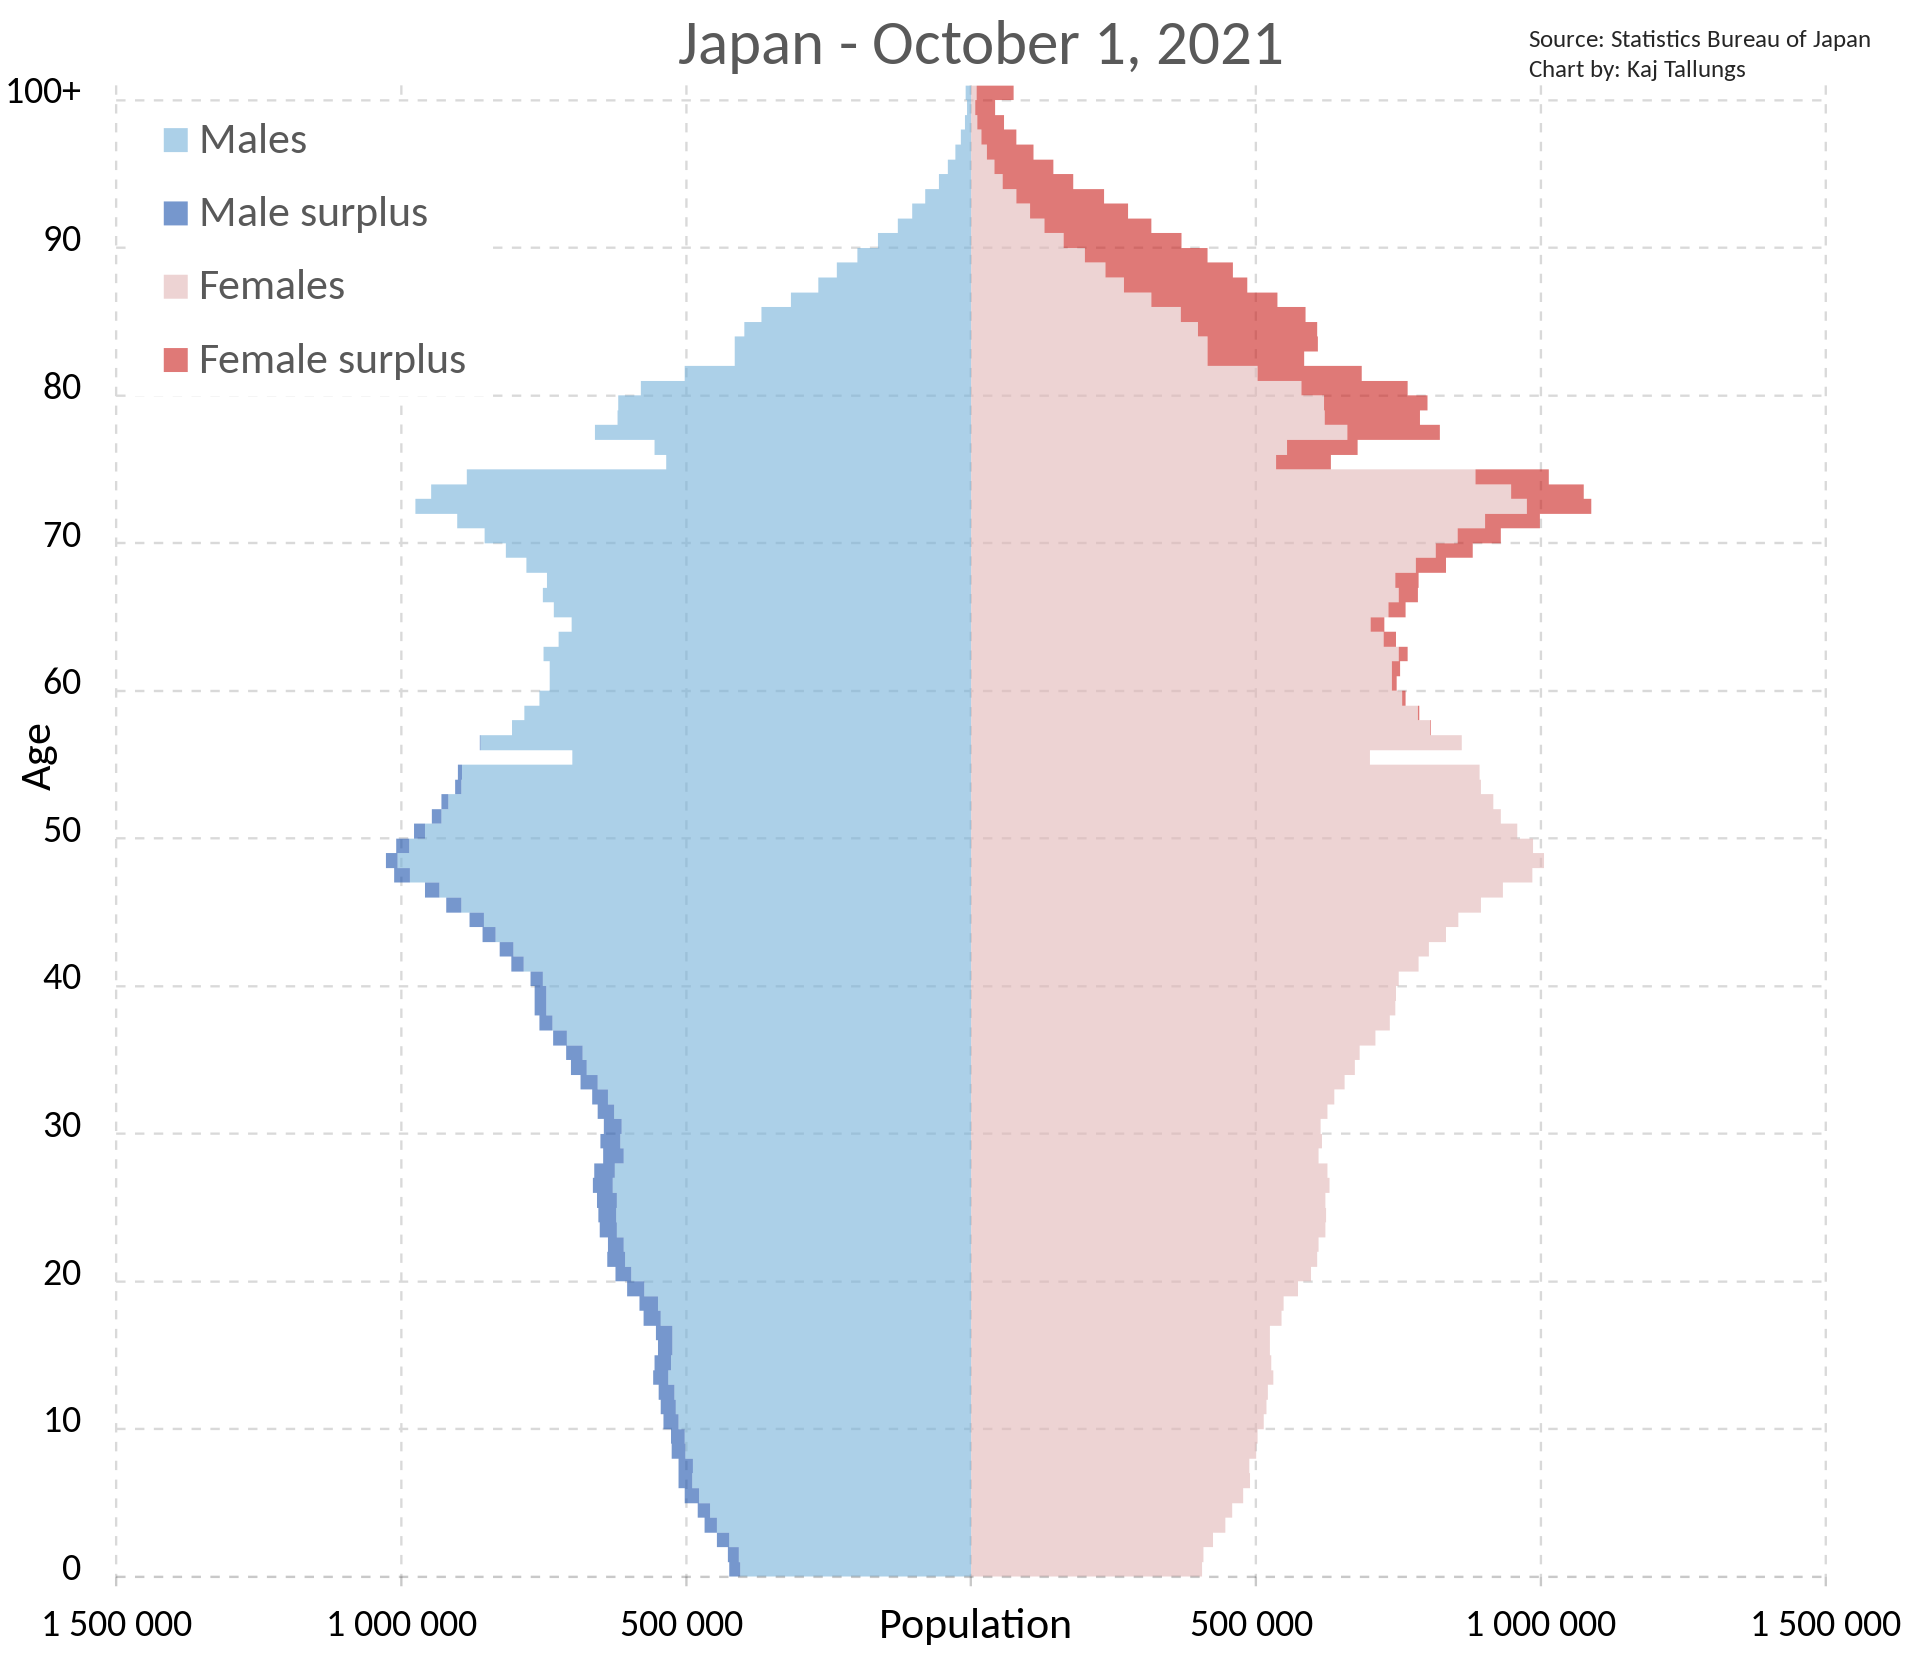 Japan - October 1, 2021
Source: Statistics Bureau of Japan
Chart by: Kaj Tallungs
100+
Males
Male surplus
90
Females
Female surplus
80
70
60
Age
50
40
30
20
10
0
1 500 000
1 000 000
500 000
Population
500 000
1 000 000
1 500 000